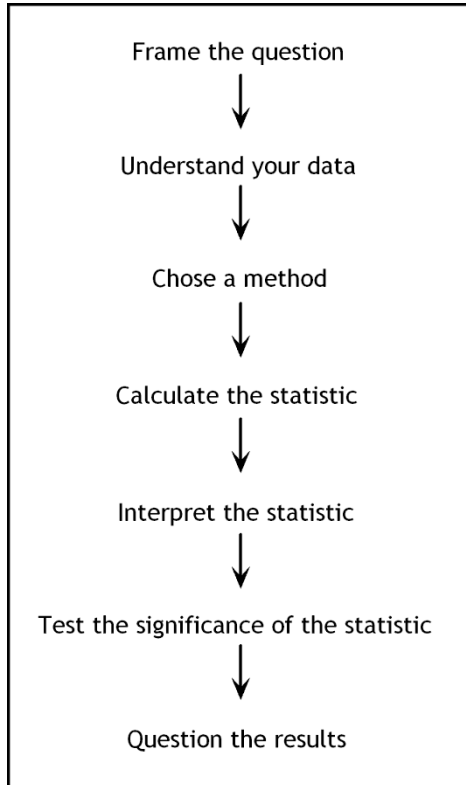 Frame the question
Understand your data
Chose a method
Calculate the statistic
Interpret the statistic
Test the significance of the statistic
Question the results